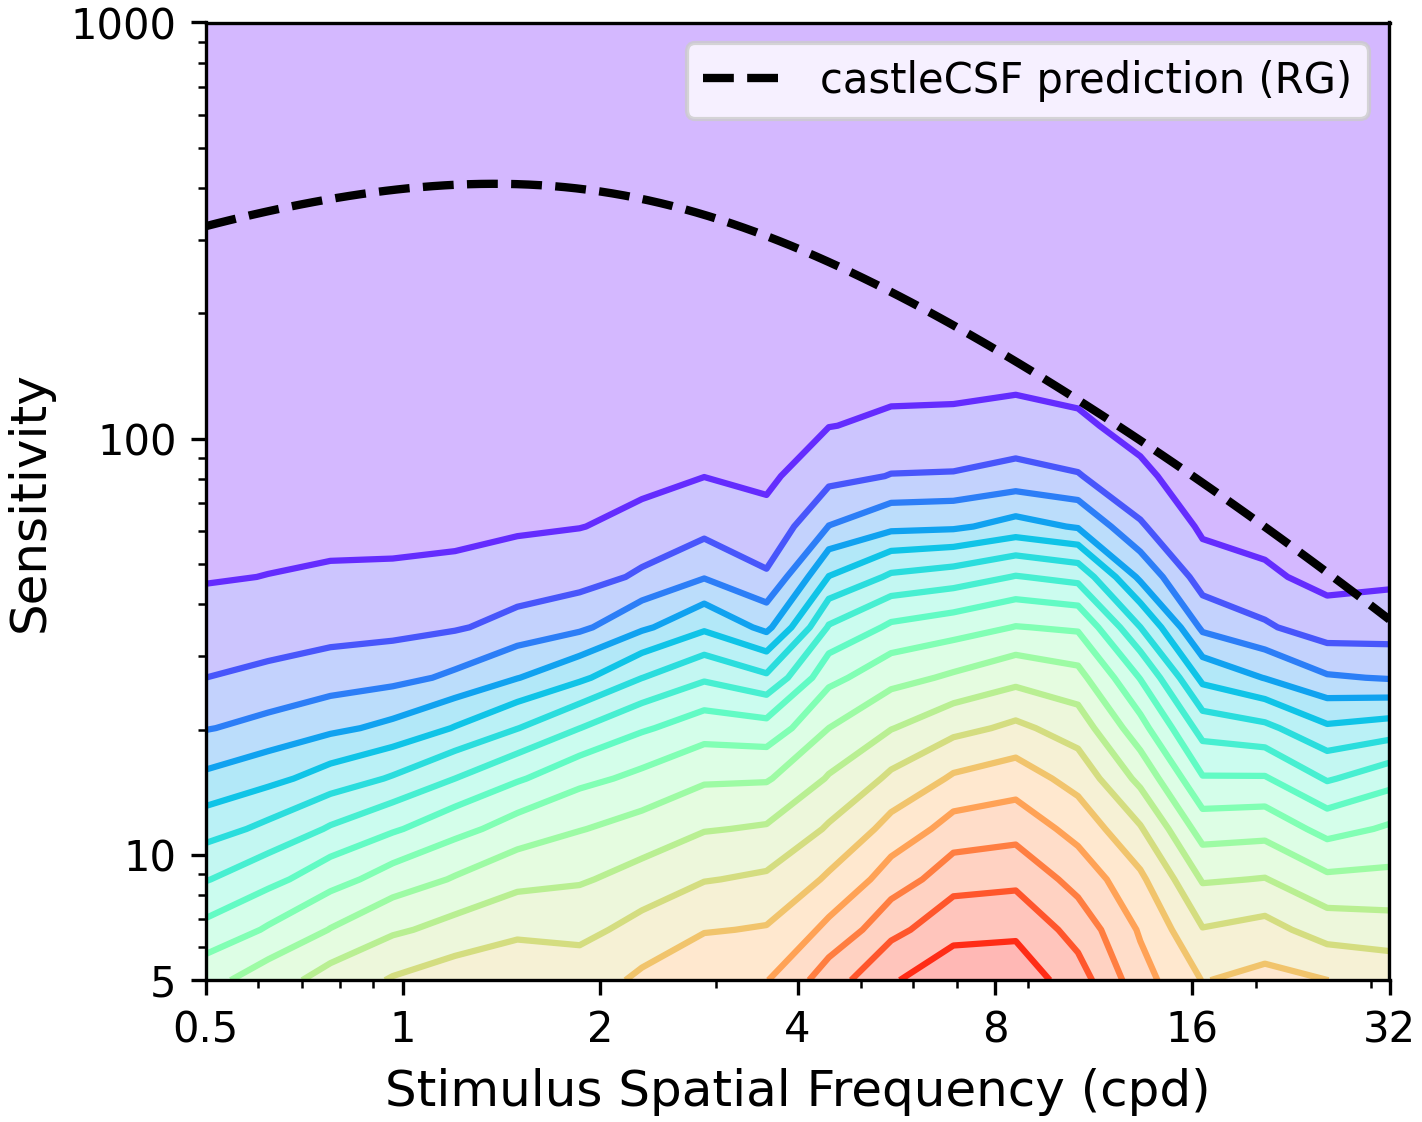 1000
castleCSF prediction (RG)
100
Sensitivity
10
5
0.5 1 2 4 8 16 32
Stimulus Spatial Frequency (cpd)